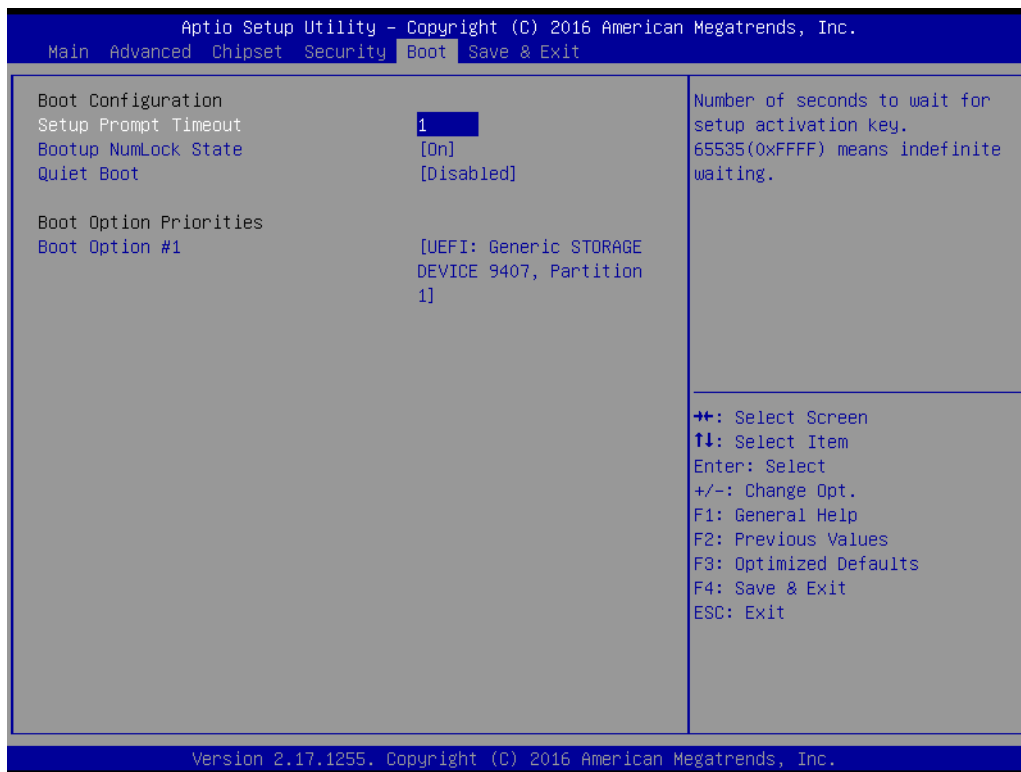 Aptio Setup Utility – Copyright (C) 2016 American Megatrends, Inc.
Main Advanced Chipset Security Boot Save & Exit
Boot Configuration
Setup Prompt Timeout 1
Bootup NumLock State [On]
Quiet Boot [Disabled]
Boot Option Priorities
Boot Option #1 [UEFI: Generic STORAGE
DEVICE 9407, Partition
1]
Number of seconds to wait for
setup activation key.
65535(0xFFFF) means indefinite
waiting.
→←: Select Screen
↑↓: Select Item
Enter: Select
+/-: Change Opt.
F1: General Help
F2: Previous Values
F3: Optimized Defaults
F4: Save & Exit
ESC: Exit
Version 2.17.1255. Copyright (C) 2016 American Megatrends, Inc.